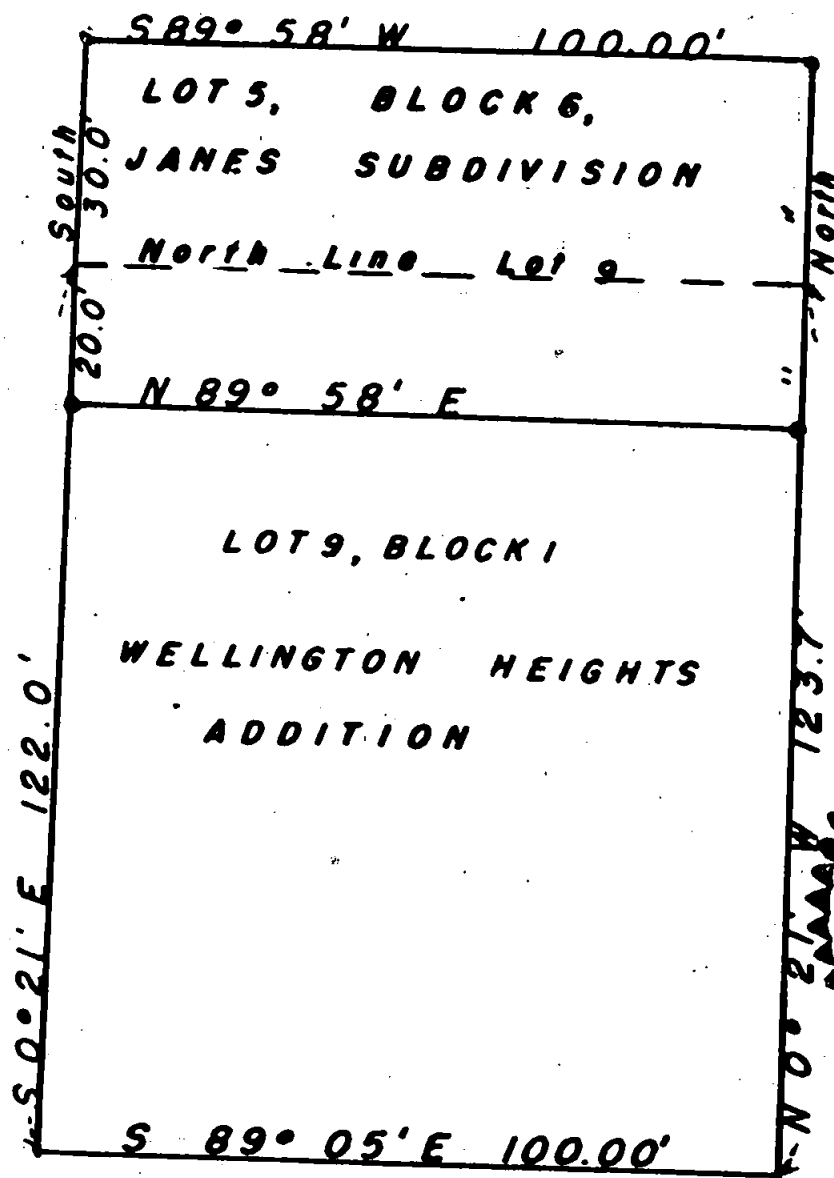 S 89° 58' W 100.00'
LOT 5, BLOCK 6,
JANES SUBDIVISION
South
30.0'
"
North
North Line Lot 9
20.0'
"
N 89° 58' E
LOT 9, BLOCK 1
WELLINGTON HEIGHTS
ADDITION
S 0° 21' E 122.0'
N 0° 21' W 123.7'
S 89° 05' E 100.00'